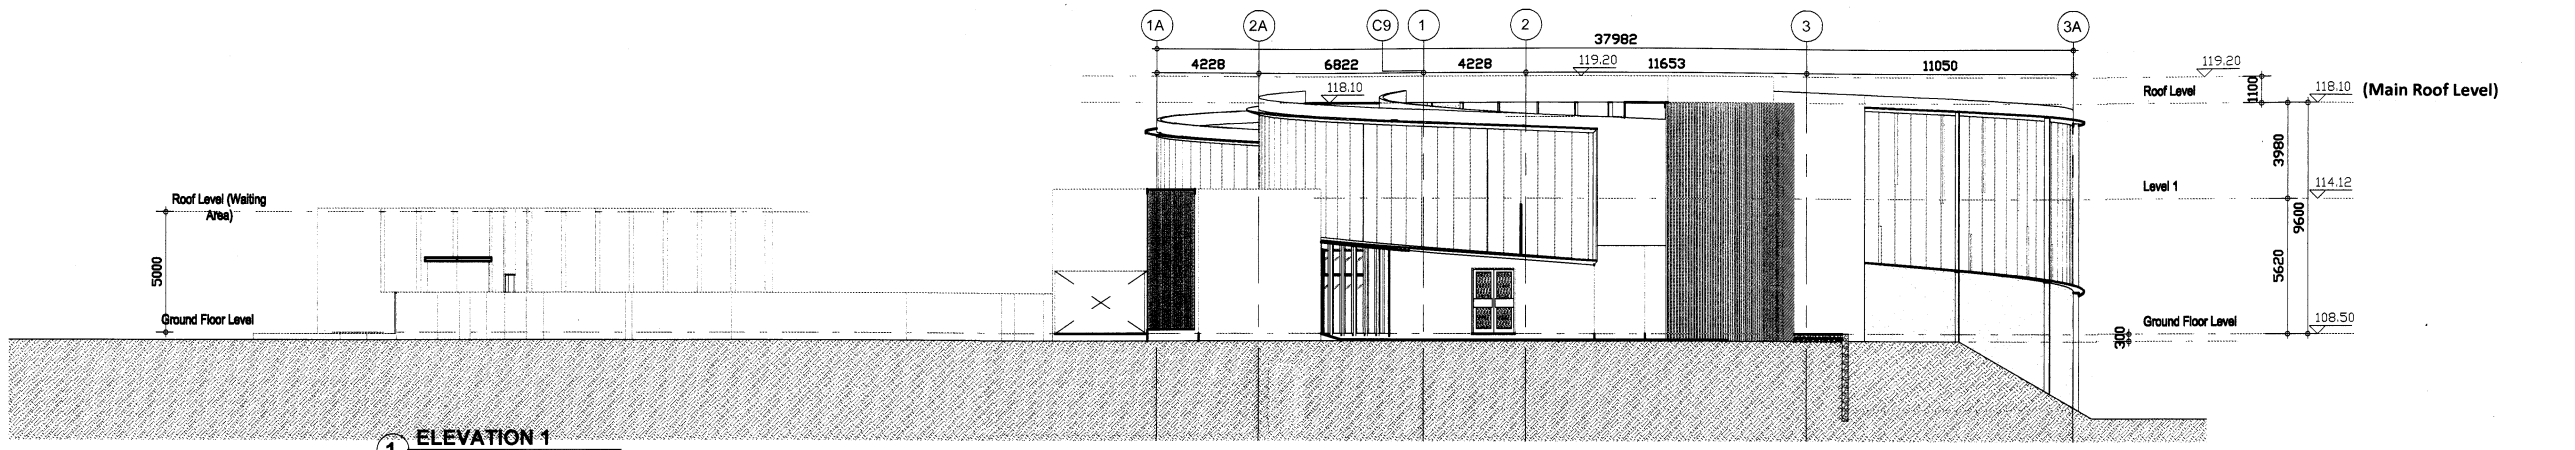 1A 2A C9 1 2 3 3A
37982
4228 6822 4228 119.20 11653 11050 119.20
118.10
Roof Level 1100 118.10 (Main Roof Level)
3980
Level 1 114.12
Roof Level (Waiting
Area)
9600
5000
5620
Ground Floor Level
Ground Floor Level 108.50
300
1 ELEVATION 1